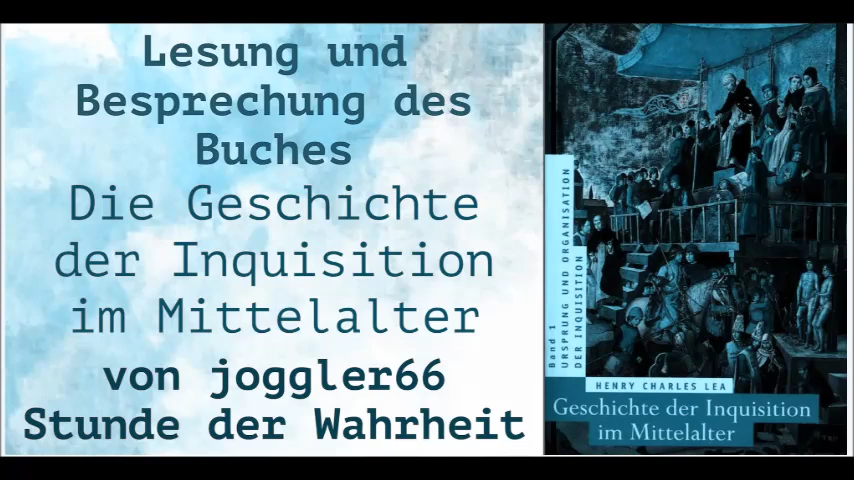 Lesung und
Besprechung des
Buches
Die Geschichte
der Inquisition
im Mittelalter
von joggler66
Stunde der Wahrheit
Band 1
URSPRUNG UND ORGANISATION
DER INQUISITION
HENRY CHARLES LEA
Geschichte der Inquisition
im Mittelalter